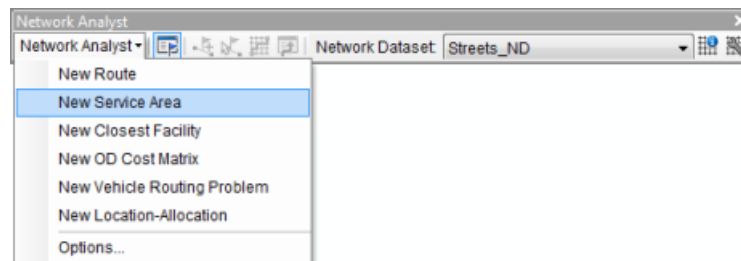 Network Analyst
Network Analyst Network Dataset: Streets_ND
New Route
New Service Area
New Closest Facility
New OD Cost Matrix
New Vehicle Routing Problem
New Location-Allocation
Options...